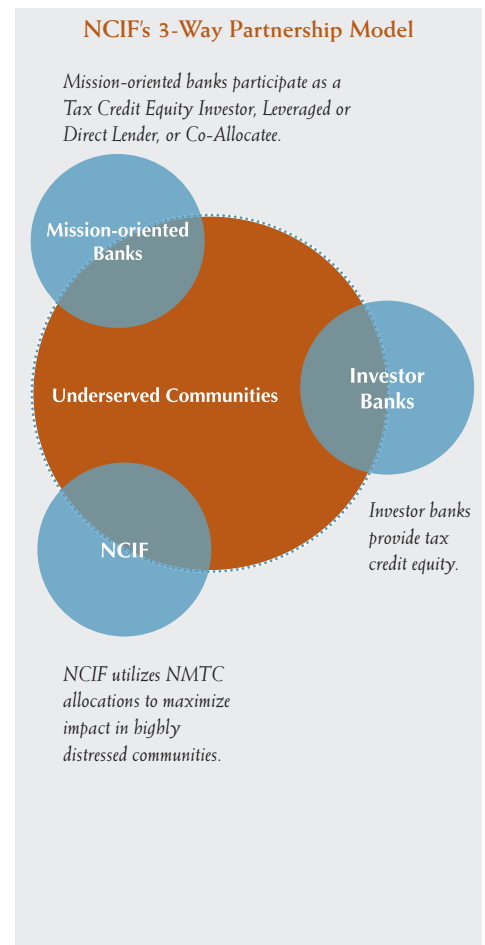 NCIF's 3-Way Partnership Model
Mission-oriented banks participate as a
Tax Credit Equity Investor, Leveraged or
Direct Lender, or Co-Allocatee.
Mission-oriented
Banks
Underserved Communities
Investor
Banks
Investor banks
provide tax
credit equity.
NCIF
NCIF utilizes NMTC
allocations to maximize
impact in highly
distressed communities.